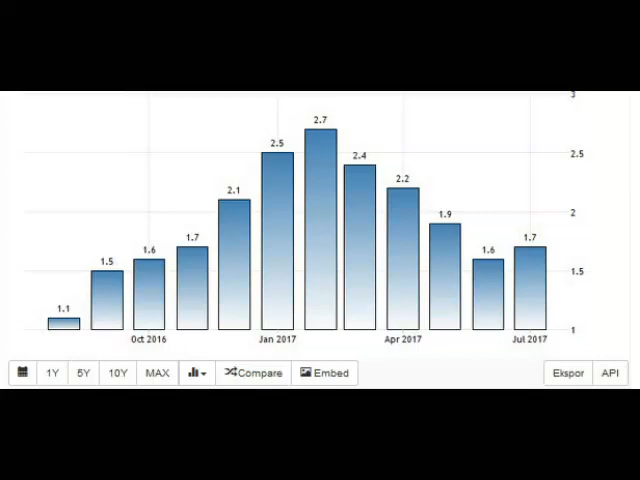 3
2.7
2.5
2.5
2.4
2.2
2.1
2
1.9
1.7
1.7
1.6
1.6
1.5
1.5
1.1
1
Oct 2016
Jan 2017
Apr 2017
Jul 2017
1Y
5Y
10Y
MAX
Compare
Embed
Ekspor
API